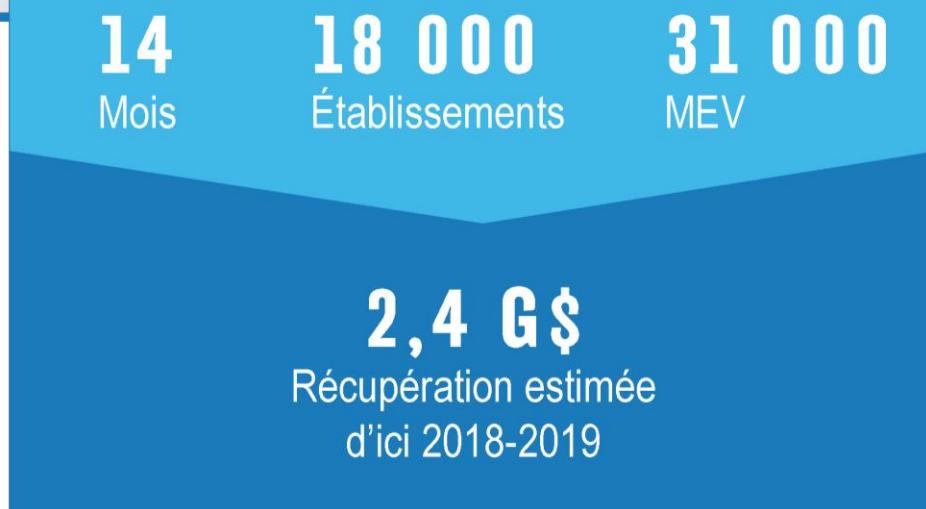 14 18 000 31 000
Mois Établissements MEV
2,4 G$
Récupération estimée
d'ici 2018-2019